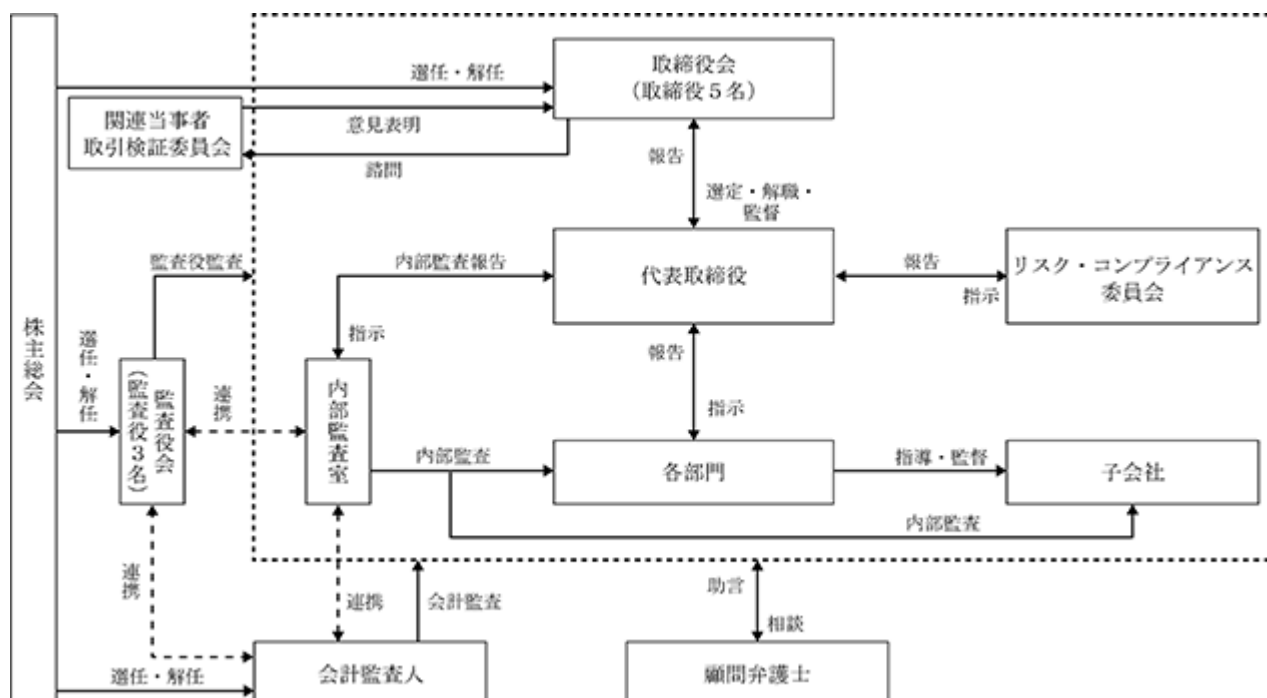 選任・解任
取締役会
（取締役５名）
関連当事者
取引検証委員会
意見表明
諮問
報告
選定・解職・
監督
監査役監査
内部監査報告
代表取締役
報告
指示
リスク・コンプライアンス
委員会
株主総会
選任・解任
指示
報告
監査役会
（監査役３名）
連携
内部監査室
指示
内部監査
各部門
指導・監督
子会社
内部監査
連携
連携
会計監査
助言
相談
選任・解任
会計監査人
顧問弁護士